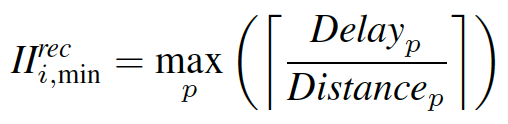 II^{rec}_{i,min} = max_p ( ⌈ Delay_p / Distance_p ⌉ )